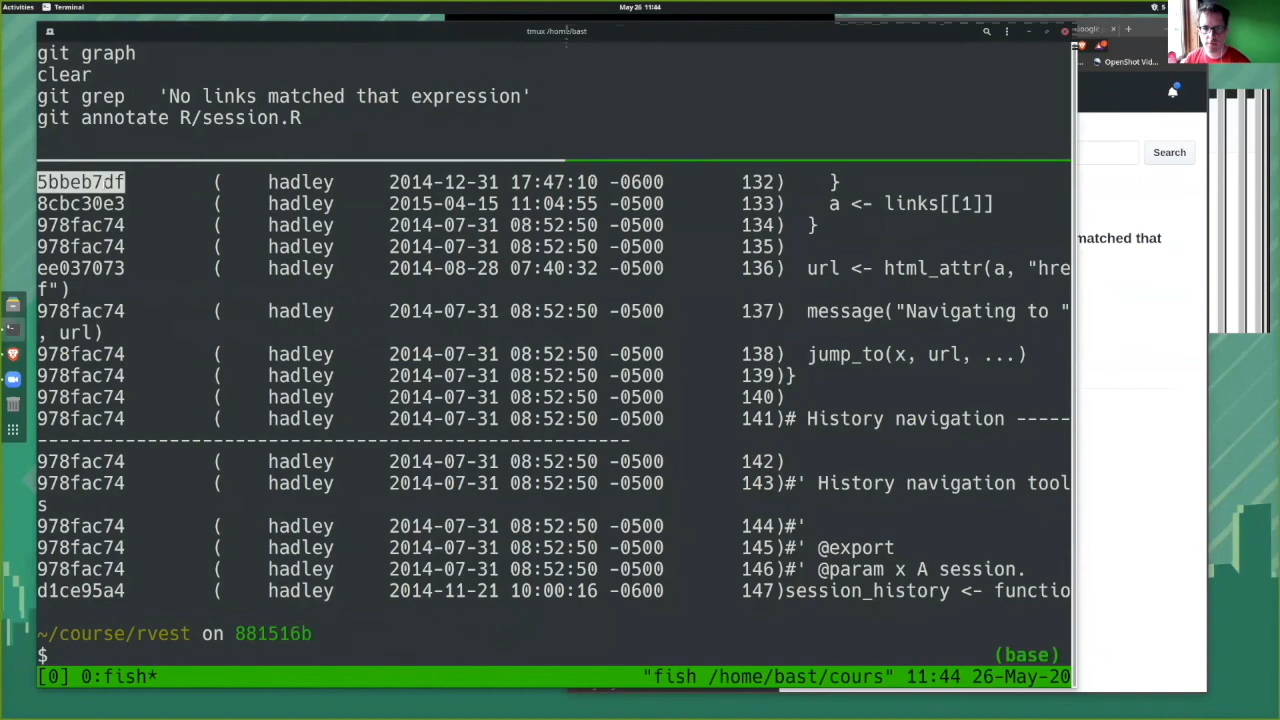 Activities Terminal May 26 11:44 5
tmux /home/bast
git graph
clear
git grep 'No links matched that expression'
git annotate R/session.R
5bbeb7df ( hadley 2014-12-31 17:47:10 -0600 132) }
8cbc30e3 ( hadley 2015-04-15 11:04:55 -0500 133) a <- links[[1]]
978fac74 ( hadley 2014-07-31 08:52:50 -0500 134) }
978fac74 ( hadley 2014-07-31 08:52:50 -0500 135)
ee037073 ( hadley 2014-08-28 07:40:32 -0500 136) url <- html_attr(a, "hre
f")
978fac74 ( hadley 2014-07-31 08:52:50 -0500 137) message("Navigating to "
, url)
978fac74 ( hadley 2014-07-31 08:52:50 -0500 138) jump_to(x, url, ...)
978fac74 ( hadley 2014-07-31 08:52:50 -0500 139)}
978fac74 ( hadley 2014-07-31 08:52:50 -0500 140)
978fac74 ( hadley 2014-07-31 08:52:50 -0500 141)# History navigation -----
------------------------------------------------------
978fac74 ( hadley 2014-07-31 08:52:50 -0500 142)
978fac74 ( hadley 2014-07-31 08:52:50 -0500 143)#' History navigation tool
s
978fac74 ( hadley 2014-07-31 08:52:50 -0500 144)#'
978fac74 ( hadley 2014-07-31 08:52:50 -0500 145)#' @export
978fac74 ( hadley 2014-07-31 08:52:50 -0500 146)#' @param x A session.
d1ce95a4 ( hadley 2014-11-21 10:00:16 -0600 147)session_history <- functio
~/course/rvest on 881516b
$ (base)
[0] 0:fish* "fish /home/bast/cours" 11:44 26-May-20
OpenShot Vid...
Search
matched that